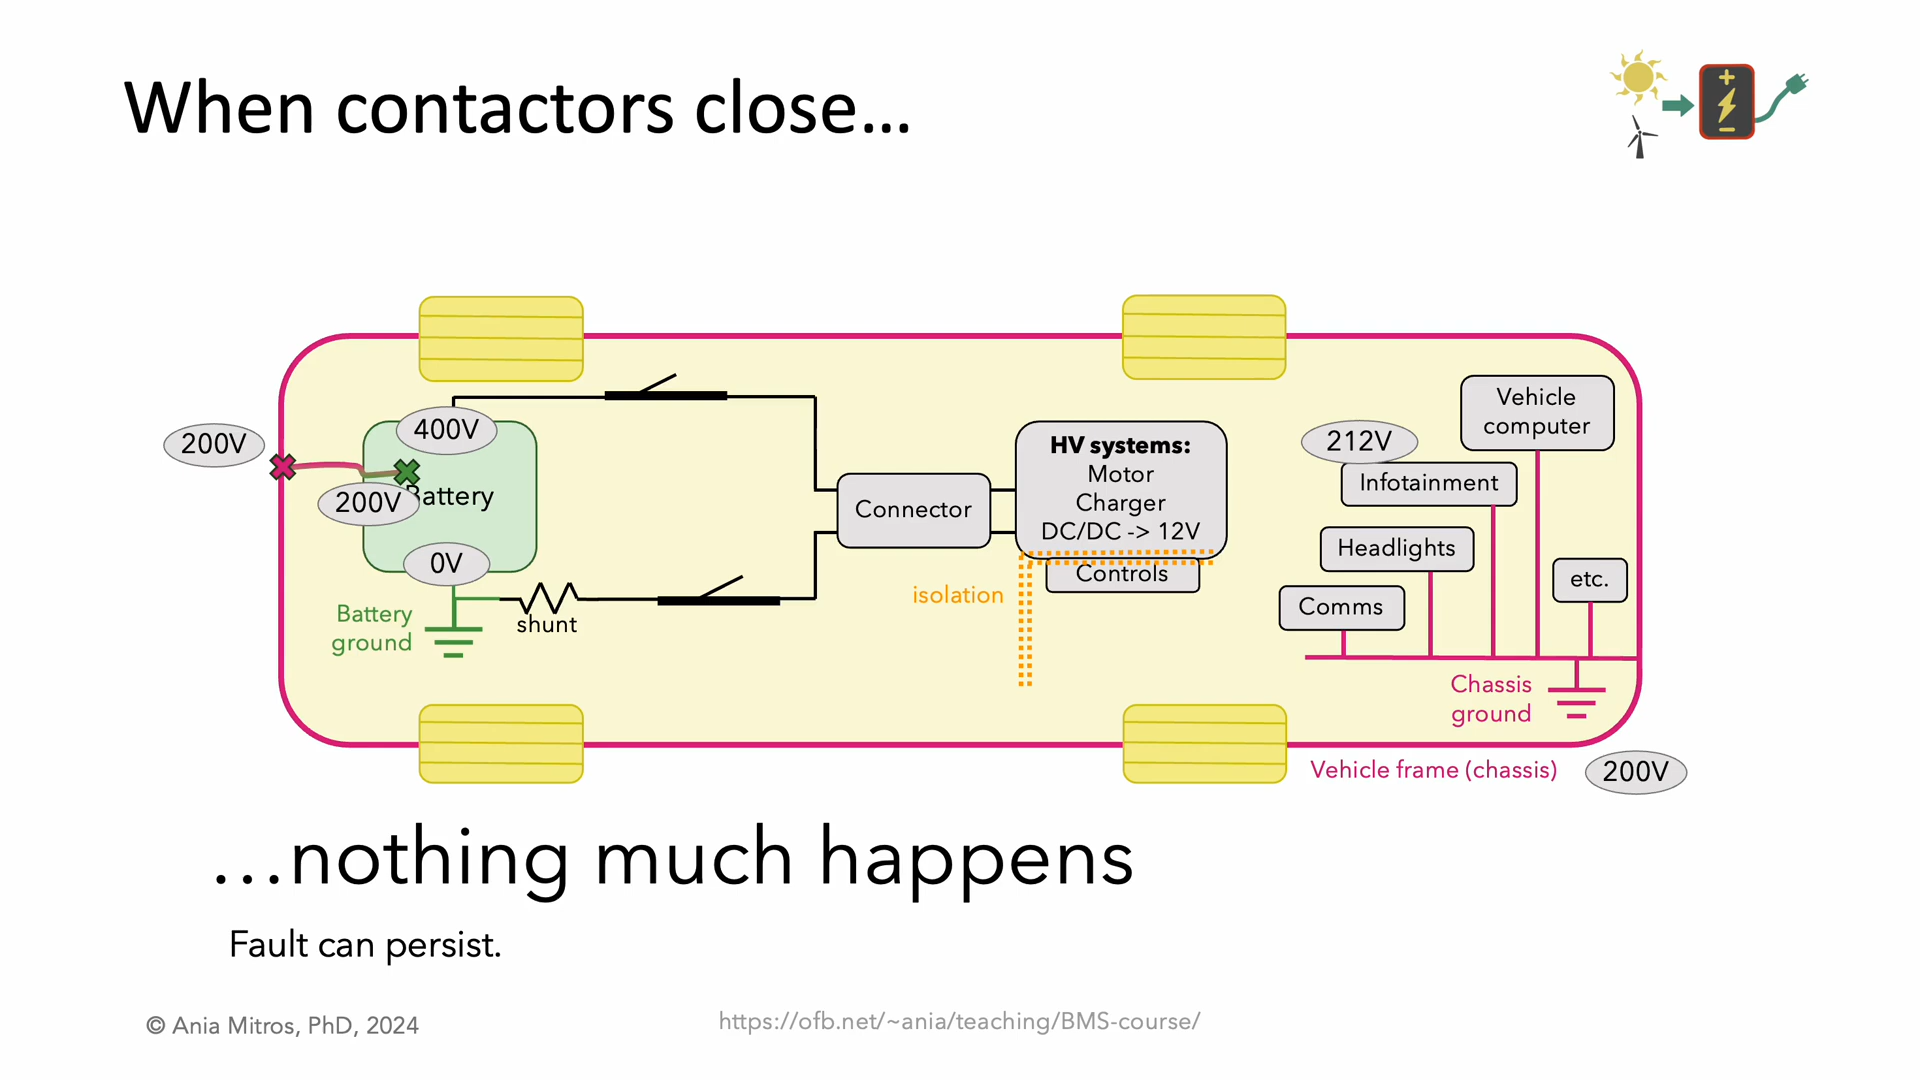 When contactors close...
400V
200V
200V
Battery
0V
Battery
ground
shunt
Connector
HV systems:
Motor
Charger
DC/DC -> 12V
Controls
isolation
212V
Vehicle
computer
Infotainment
Headlights
etc.
Comms
Chassis
ground
Vehicle frame (chassis)
200V
...nothing much happens
Fault can persist.
© Ania Mitros, PhD, 2024
https://ofb.net/~ania/teaching/BMS-course/